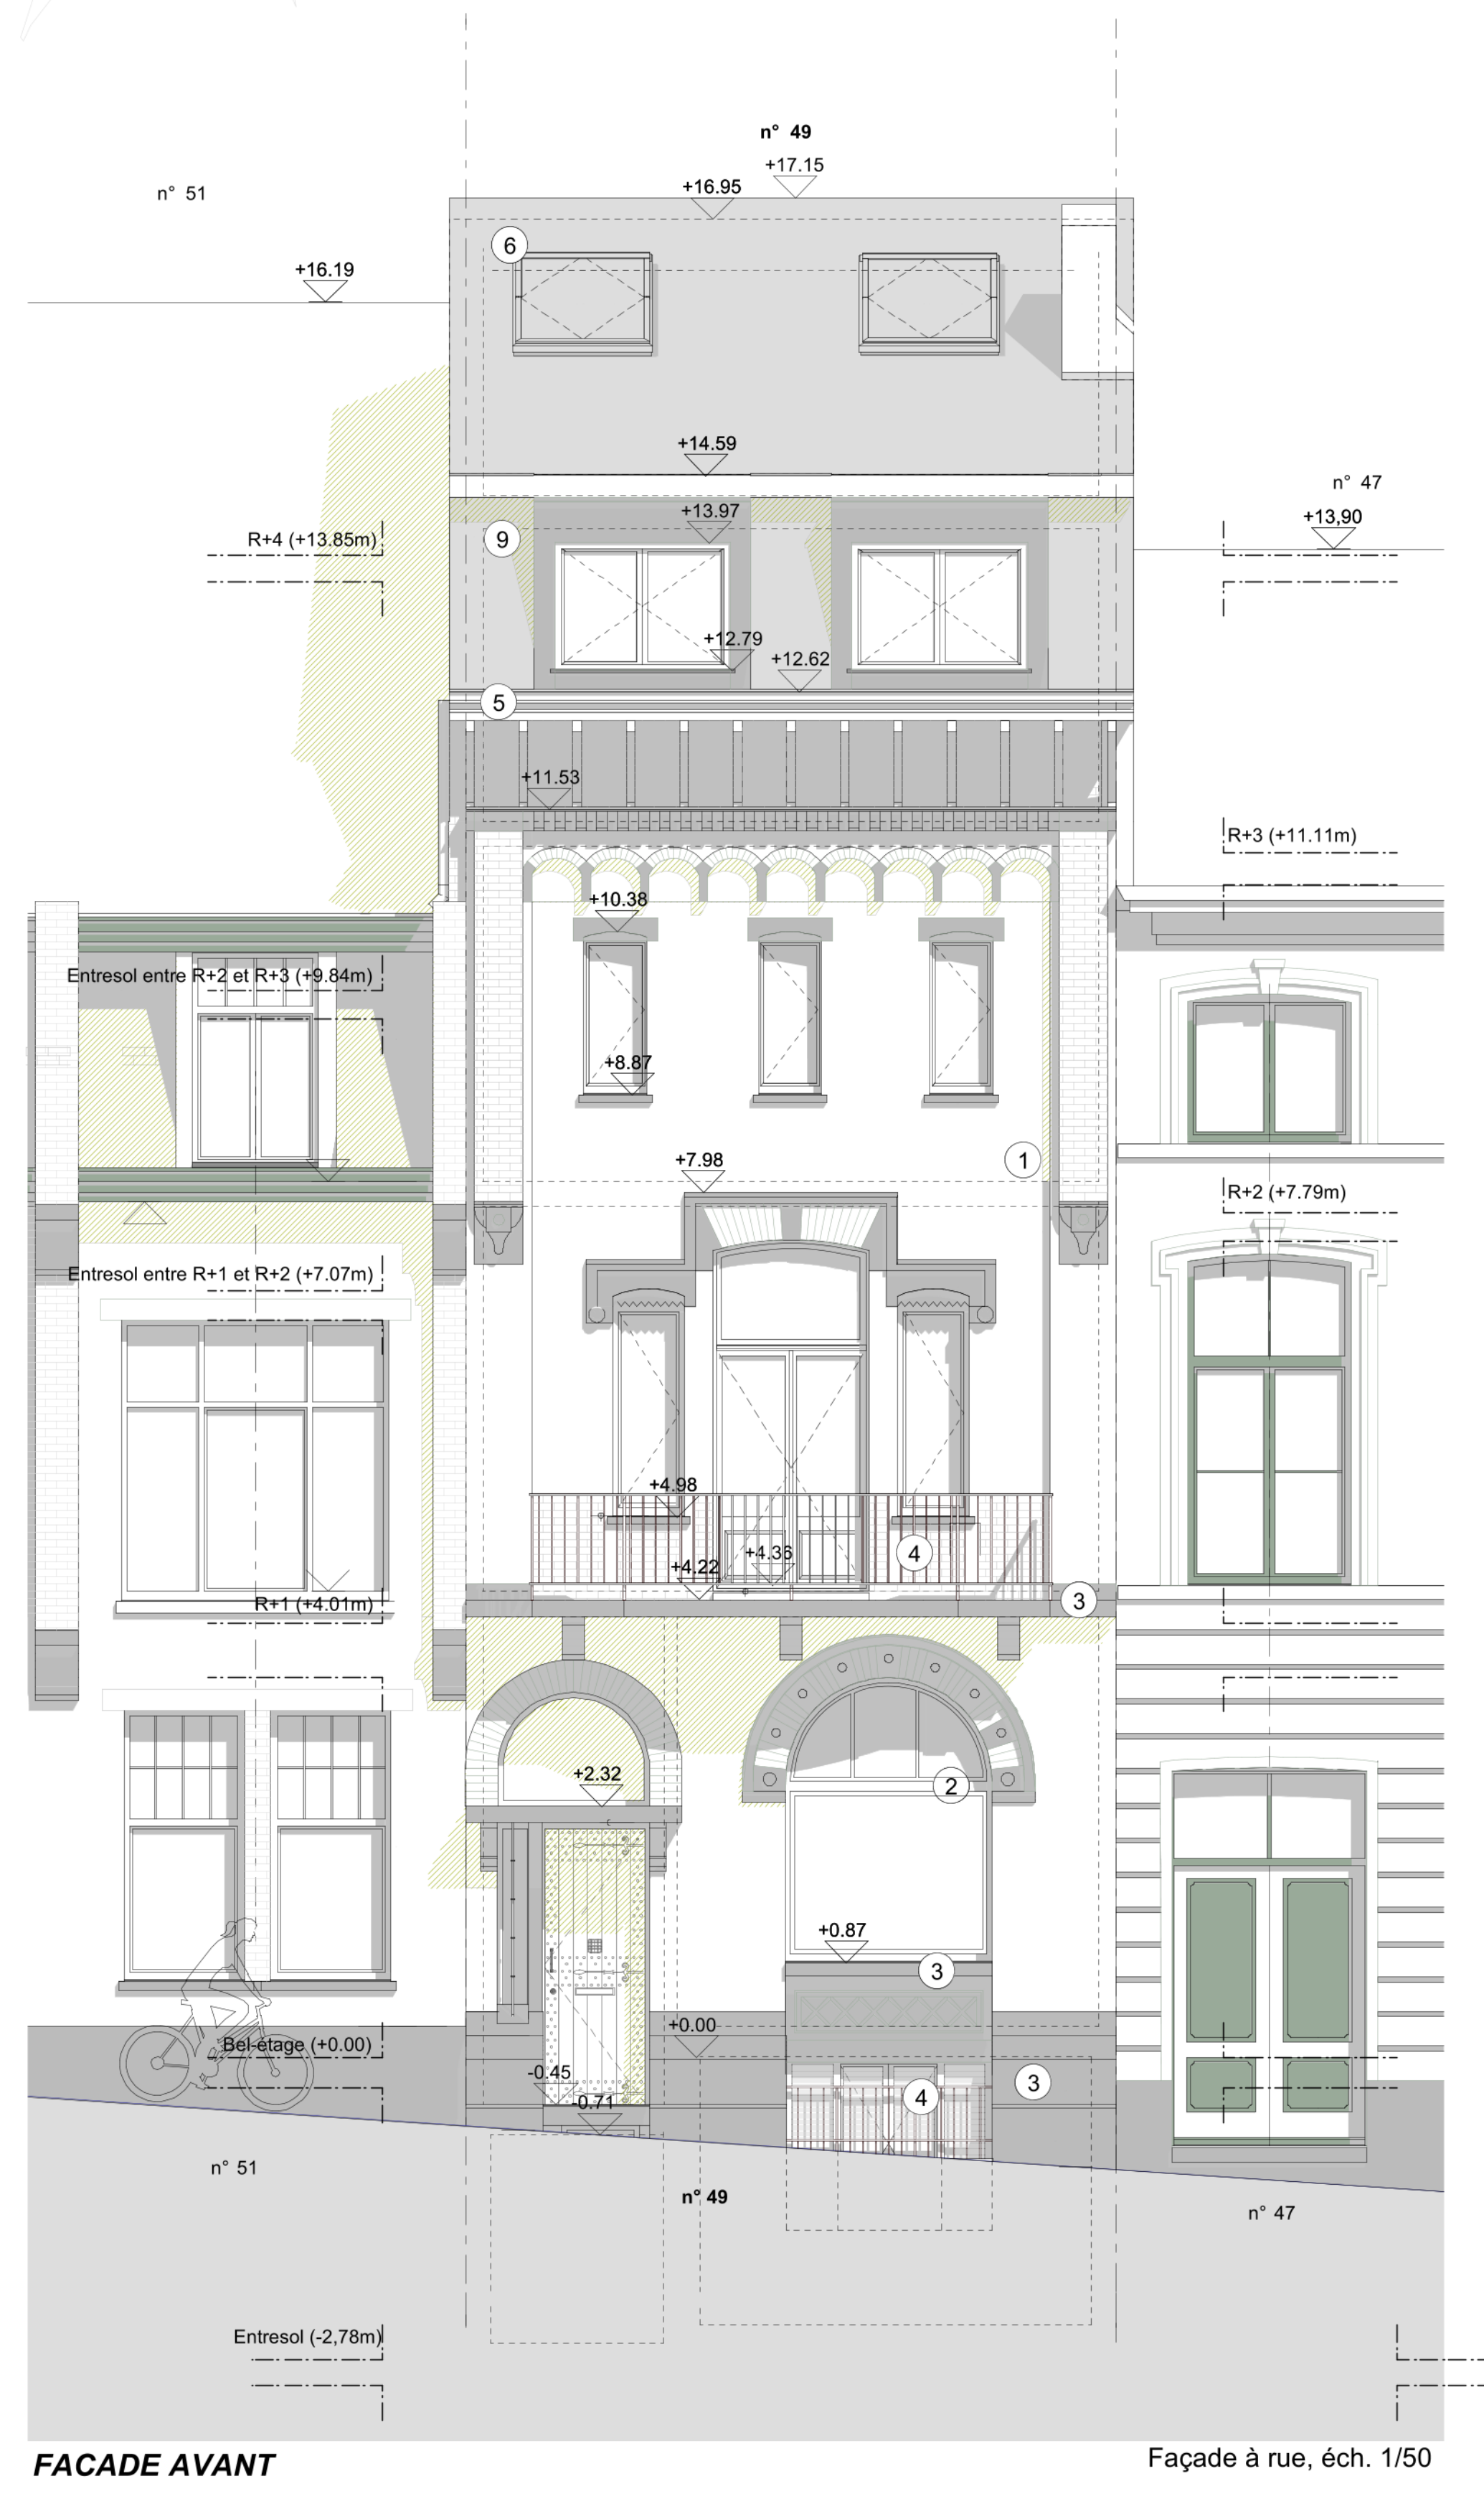 n° 49
+17.15
+16.95
n° 51
6
+16.19
+14.59
n° 47
+13.97
+13,90
9
R+4 (+13.85m)
+12.79
+12.62
5
+11.53
R+3 (+11.11m)
+10.38
Entresol entre R+2 et R+3 (+9.84m)
+8.87
+7.98
1
R+2 (+7.79m)
Entresol entre R+1 et R+2 (+7.07m)
+4.98
+4.36
4
+4.22
R+1 (+4.01m)
3
+2.32
2
+0.87
3
+0.00
Bel-étage (+0.00)
-0.45
3
4
-0.71
n° 51
n° 49
n° 47
Entresol (-2,78m)
FACADE AVANT
Façade à rue, éch. 1/50